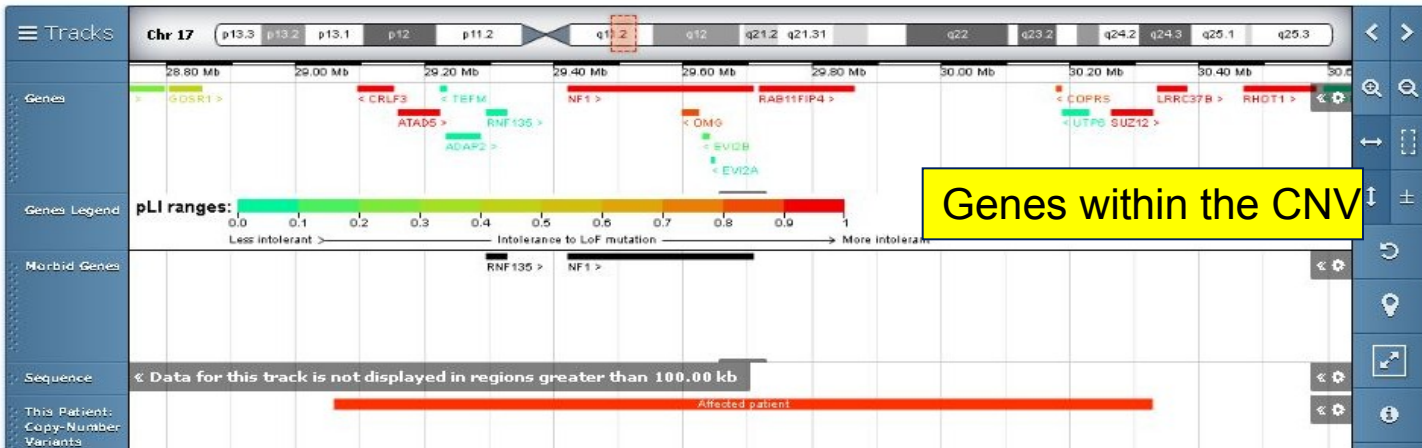 ☰ Tracks
Chr 17 p13.3 p13.2 p13.1 p12 p11.2 q11.2 q12 q21.2 q21.31 q22 q23.2 q24.2 q24.3 q25.1 q25.3
28.80 Mb 29.00 Mb 29.20 Mb 29.40 Mb 29.60 Mb 29.80 Mb 30.00 Mb 30.20 Mb 30.40 Mb
Genes
GOSR1 > < CRLF3 < TEFM NF1 > RAB11FIP4 > < COPRS LRRC37B > RHOT1 >
ATAD5 > RNF135 > < OMG < UTP6 SUZ12 >
ADAP2 > < EVI2B
< EVI2A
Genes within the CNV
Genes Legend
pLI ranges:
0.0 0.1 0.2 0.3 0.4 0.5 0.6 0.7 0.8 0.9 1
Less intolerant > Intolerance to LoF mutation > More intolerant
Morbid Genes
RNF135 > NF1 >
Sequence
« Data for this track is not displayed in regions greater than 100.00 kb
This Patient:
Copy-Number
Variants
Affected patient